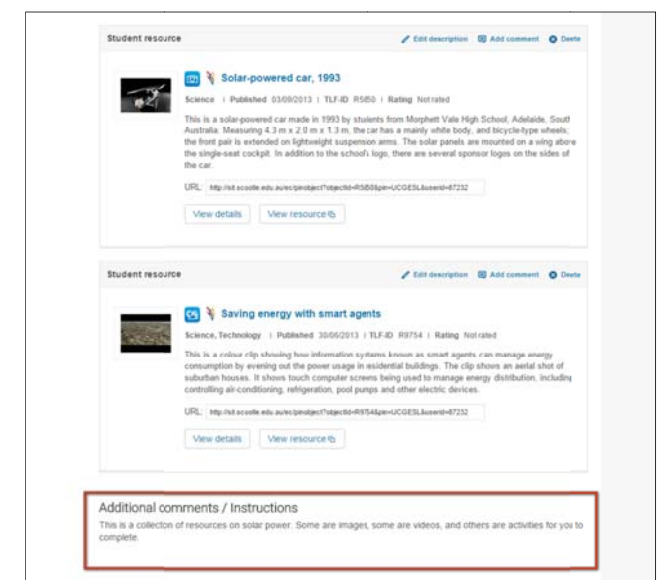 Student resource Edit description Add comment Delete
Solar-powered car, 1993
Science | Published 03/09/2013 | TLF-ID R5850 | Rating Not rated
This is a solar-powered car made in 1993 by students from Morphett Vale High School, Adelaide, South
Australia. Measuring 4.3 m x 2.0 m x 1.3 m, the car has a mainly white body, and bicycle-type wheels;
the front pair is extended on lightweight suspension arms. The solar panels are mounted on a wing above
the single-seat cockpit. In addition to the school's logo, there are several sponsor logos on the sides of
the car.
URL:
View details View resource
Student resource Edit description Add comment Delete
Saving energy with smart agents
Science, Technology | Published 30/06/2013 | TLF-ID R9754 | Rating Not rated
This is a colour clip showing how information systems known as smart agents can manage energy
consumption by evening out the power usage in residential buildings. The clip shows an aerial shot of
suburban houses. It shows touch computer screens being used to manage energy distribution, including
controlling air-conditioning, refrigeration, pool pumps and other electric devices.
URL:
View details View resource
Additional comments / Instructions
This is a collection of resources on solar power. Some are images, some are videos, and others are activities for you to
complete.